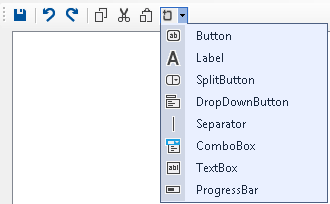 Button
Label
SplitButton
DropDownButton
Separator
ComboBox
TextBox
ProgressBar